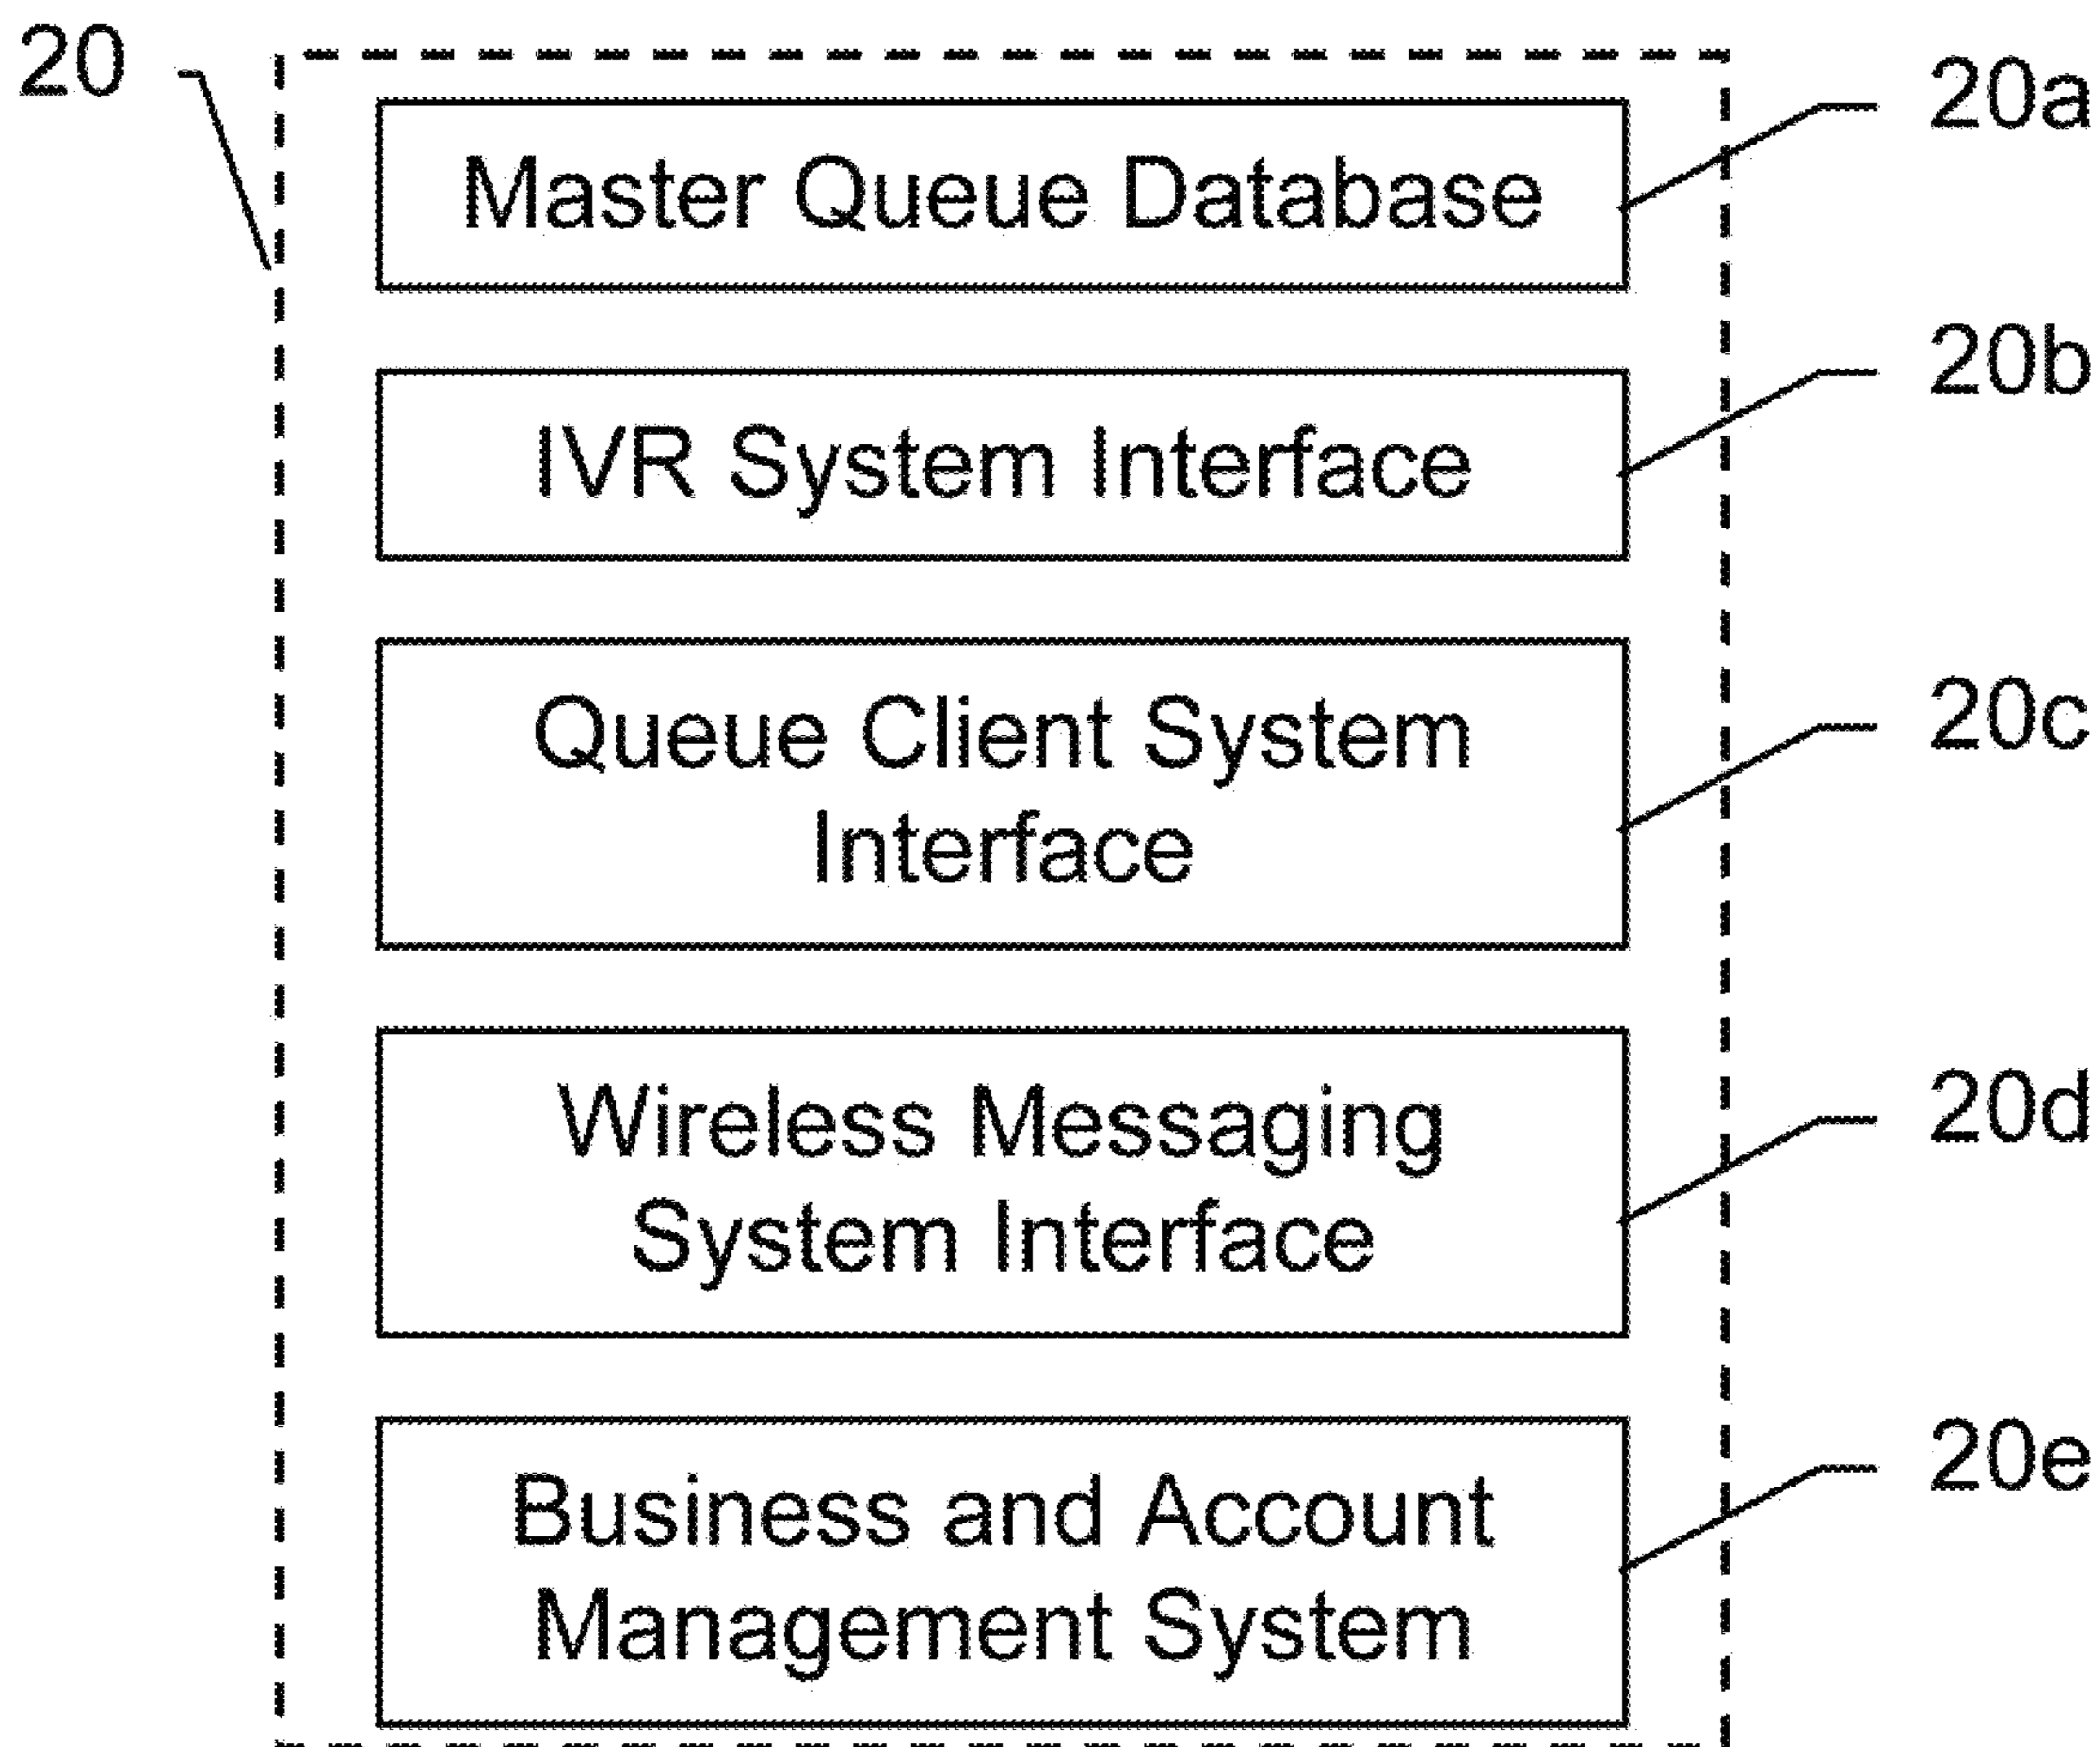 20
20a
Master Queue Database
20b
IVR System Interface
20c
Queue Client System
Interface
20d
Wireless Messaging
System Interface
20e
Business and Account
Management System